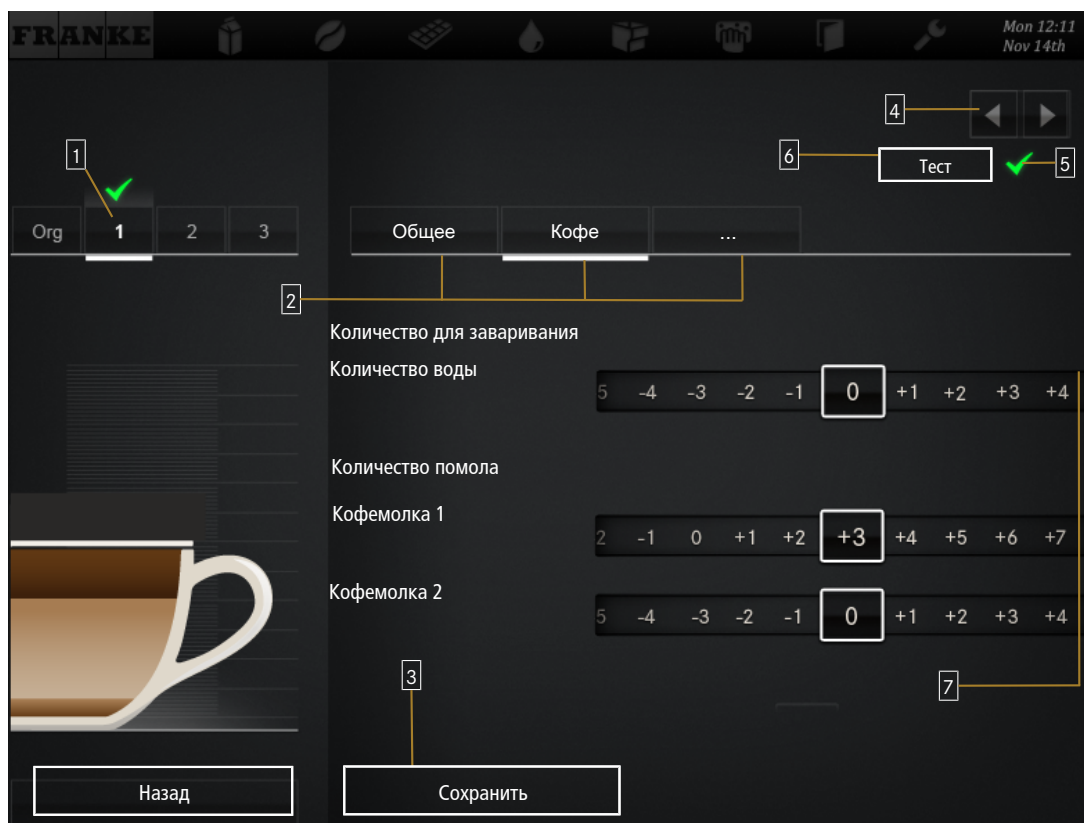 FRANKE
Mon 12:11
Nov 14th
4
1
6
Тест
5
Org 1 2 3
Общее Кофе ...
2
Количество для заваривания
Количество воды
5 -4 -3 -2 -1 0 +1 +2 +3 +4
Количество помола
Кофемолка 1
2 -1 0 +1 +2 +3 +4 +5 +6 +7
Кофемолка 2
5 -4 -3 -2 -1 0 +1 +2 +3 +4
3
7
Назад
Сохранить